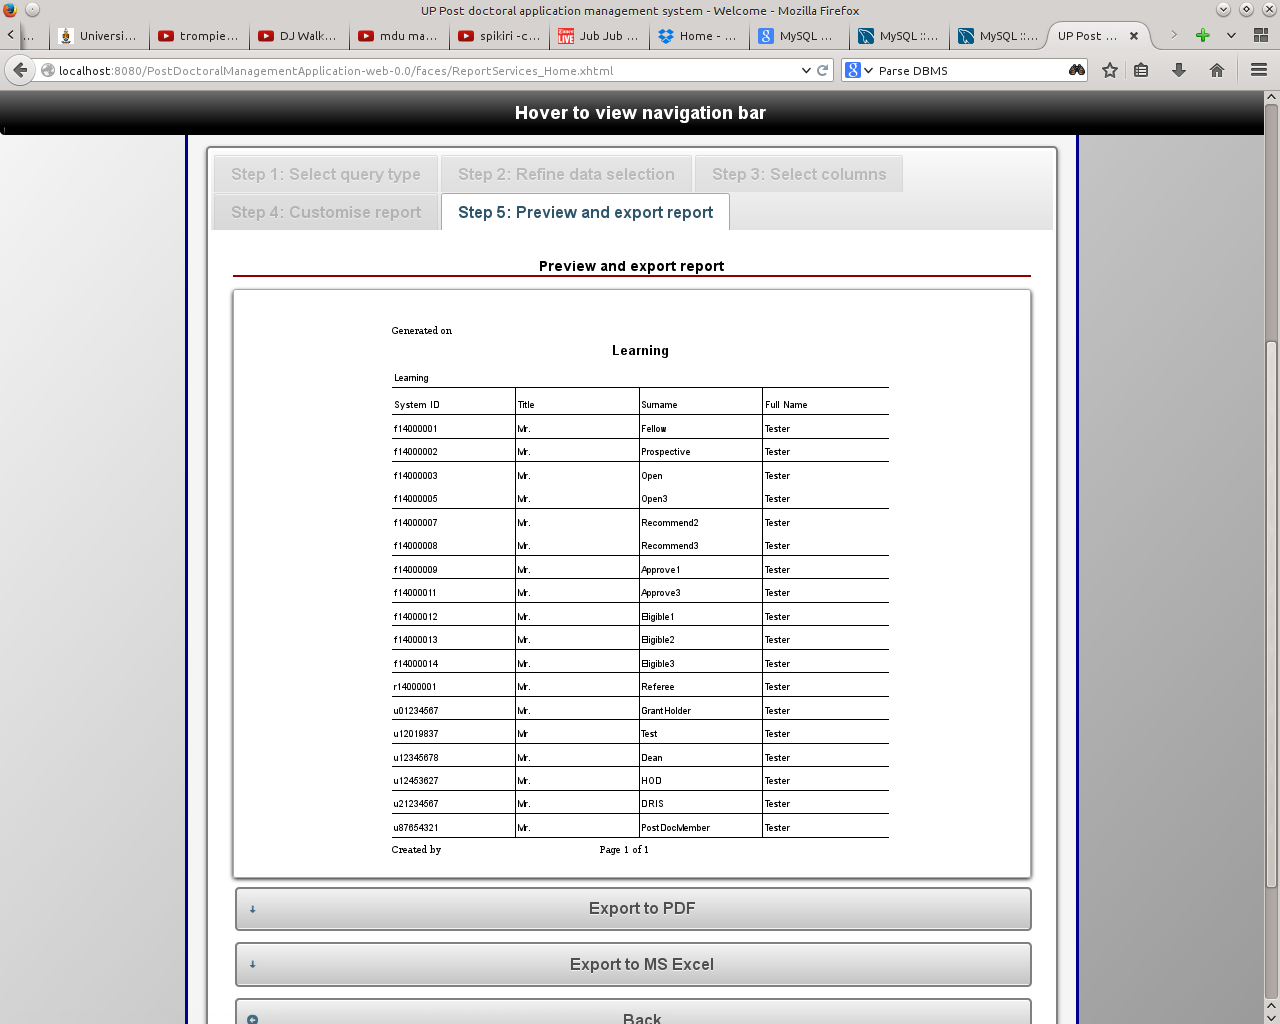 UP Post doctoral application management system - Welcome - Mozilla Firefox
... Universi... trompie... DJ Walk... mdu ma... spikiri -c... Jub Jub ... Home - ... MySQL ... MySQL ::... MySQL ::... UP Post ...
localhost:8080/PostDoctoralManagementApplication-web-0.0/faces/ReportServices_Home.xhtml Parse DBMS
Hover to view navigation bar
Step 1: Select query type Step 2: Refine data selection Step 3: Select columns
Step 4: Customise report Step 5: Preview and export report
Preview and export report
Generated on
Learning
Learning
System ID Title Surname Full Name
f14000001 Mr. Fellow Tester
f14000002 Mr. Prospective Tester
f14000003 Mr. Open Tester
f14000005 Mr. Open3 Tester
f14000007 Mr. Recommend2 Tester
f14000008 Mr. Recommend3 Tester
f14000009 Mr. Approve1 Tester
f14000011 Mr. Approve3 Tester
f14000012 Mr. Eligible1 Tester
f14000013 Mr. Eligible2 Tester
f14000014 Mr. Eligible3 Tester
r14000001 Mr. Referee Tester
u01234567 Mr. GrantHolder Tester
u12019837 Mr Test Tester
u12345678 Mr. Dean Tester
u12453627 Mr. HOD Tester
u21234567 Mr. DRIS Tester
u87654321 Mr. PostDocMember Tester
Created by Page 1 of 1
Export to PDF
Export to MS Excel
Back